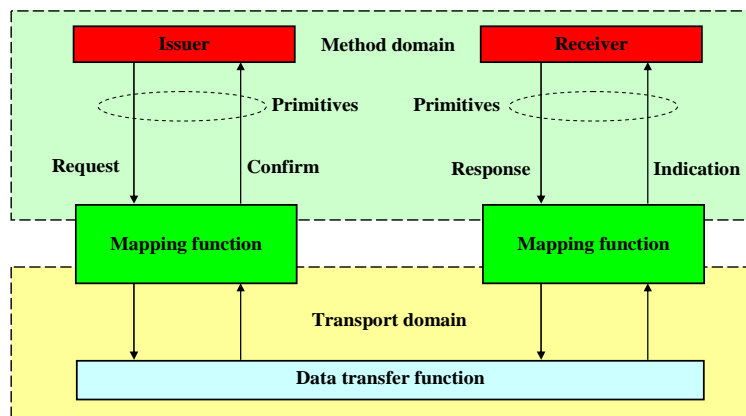 Issuer
Method domain
Receiver
Primitives
Primitives
Request
Confirm
Response
Indication
Mapping function
Mapping function
Transport domain
Data transfer function